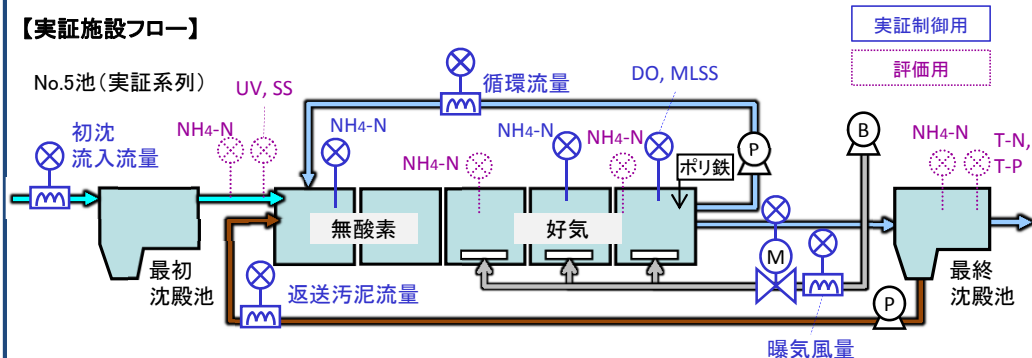 【実証施設フロー】
実証制御用
評価用
No.5池(実証系列)
UV, SS
循環流量
DO, MLSS
初沈
流入流量
NH4-N
NH4-N
NH4-N
NH4-N
NH4-N
B
P
NH4-N
T-N,
T-P
ポリ鉄
無酸素
好気
M
最初
沈殿池
返送汚泥流量
P
最終
沈殿池
曝気風量